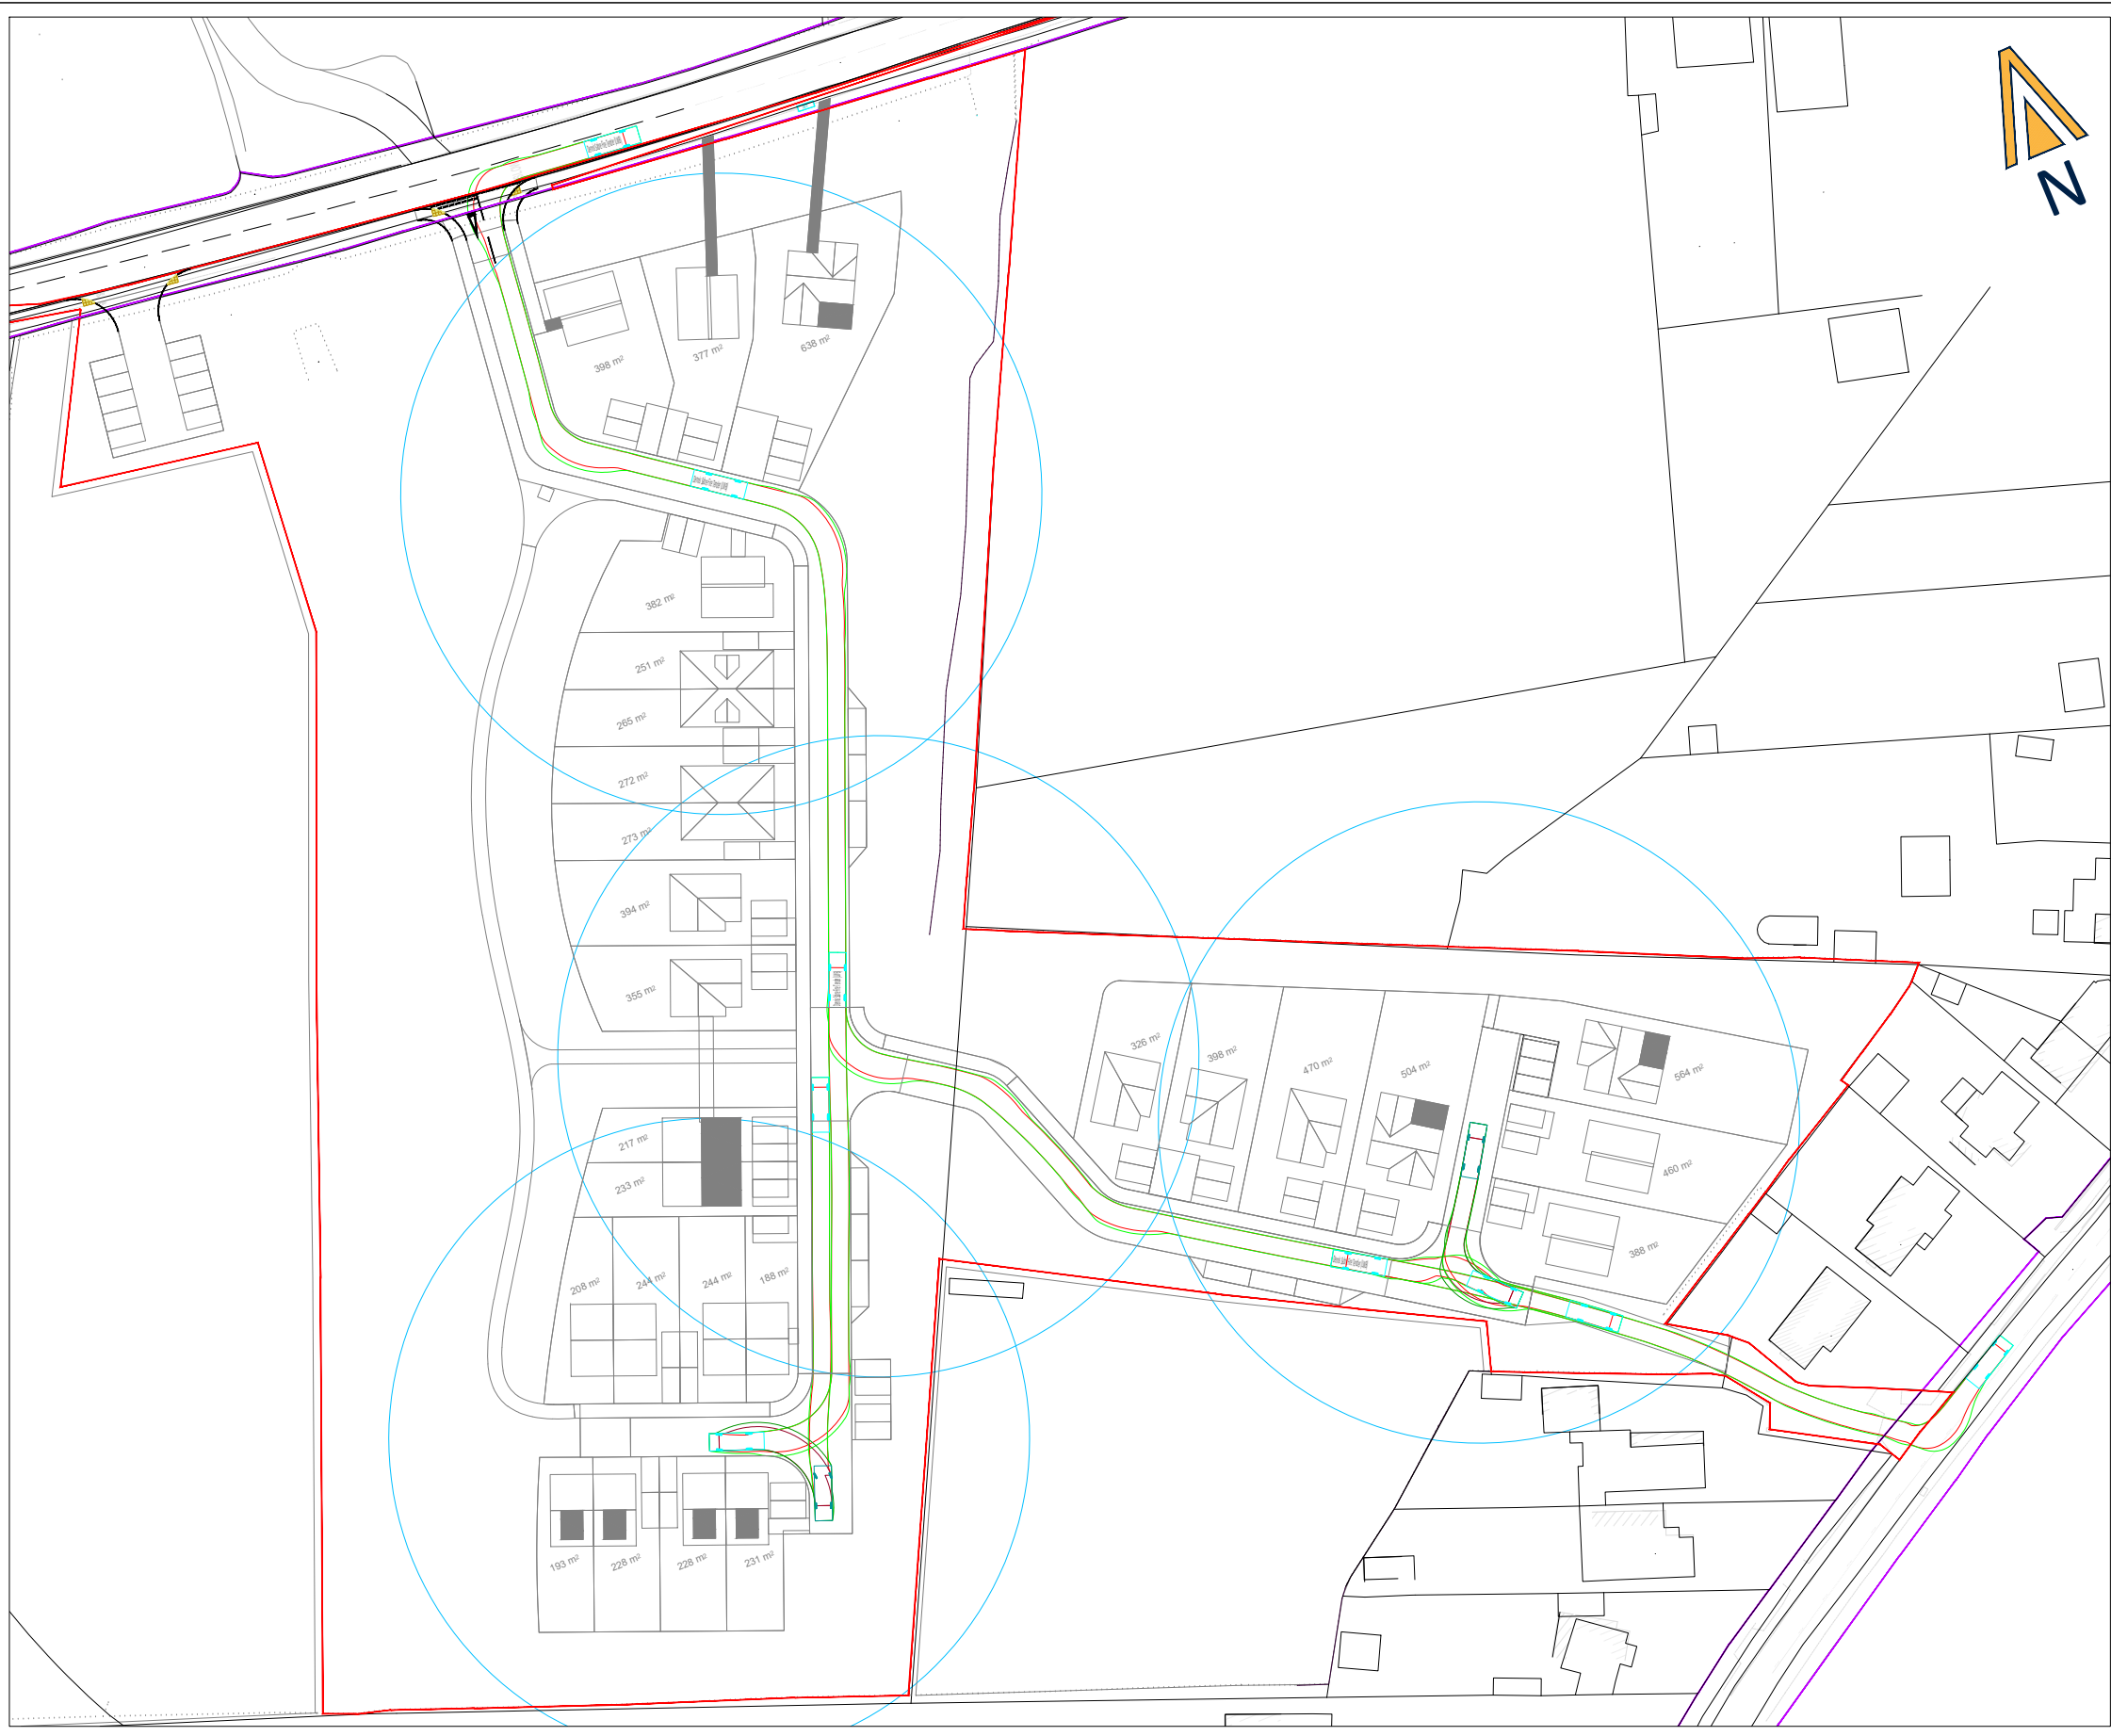 N
398 m²
377 m²
638 m²
382 m²
251 m²
265 m²
272 m²
273 m²
394 m²
355 m²
326 m²
398 m²
470 m²
504 m²
564 m²
460 m²
388 m²
217 m²
233 m²
208 m²
244 m²
244 m²
188 m²
193 m²
228 m²
228 m²
231 m²